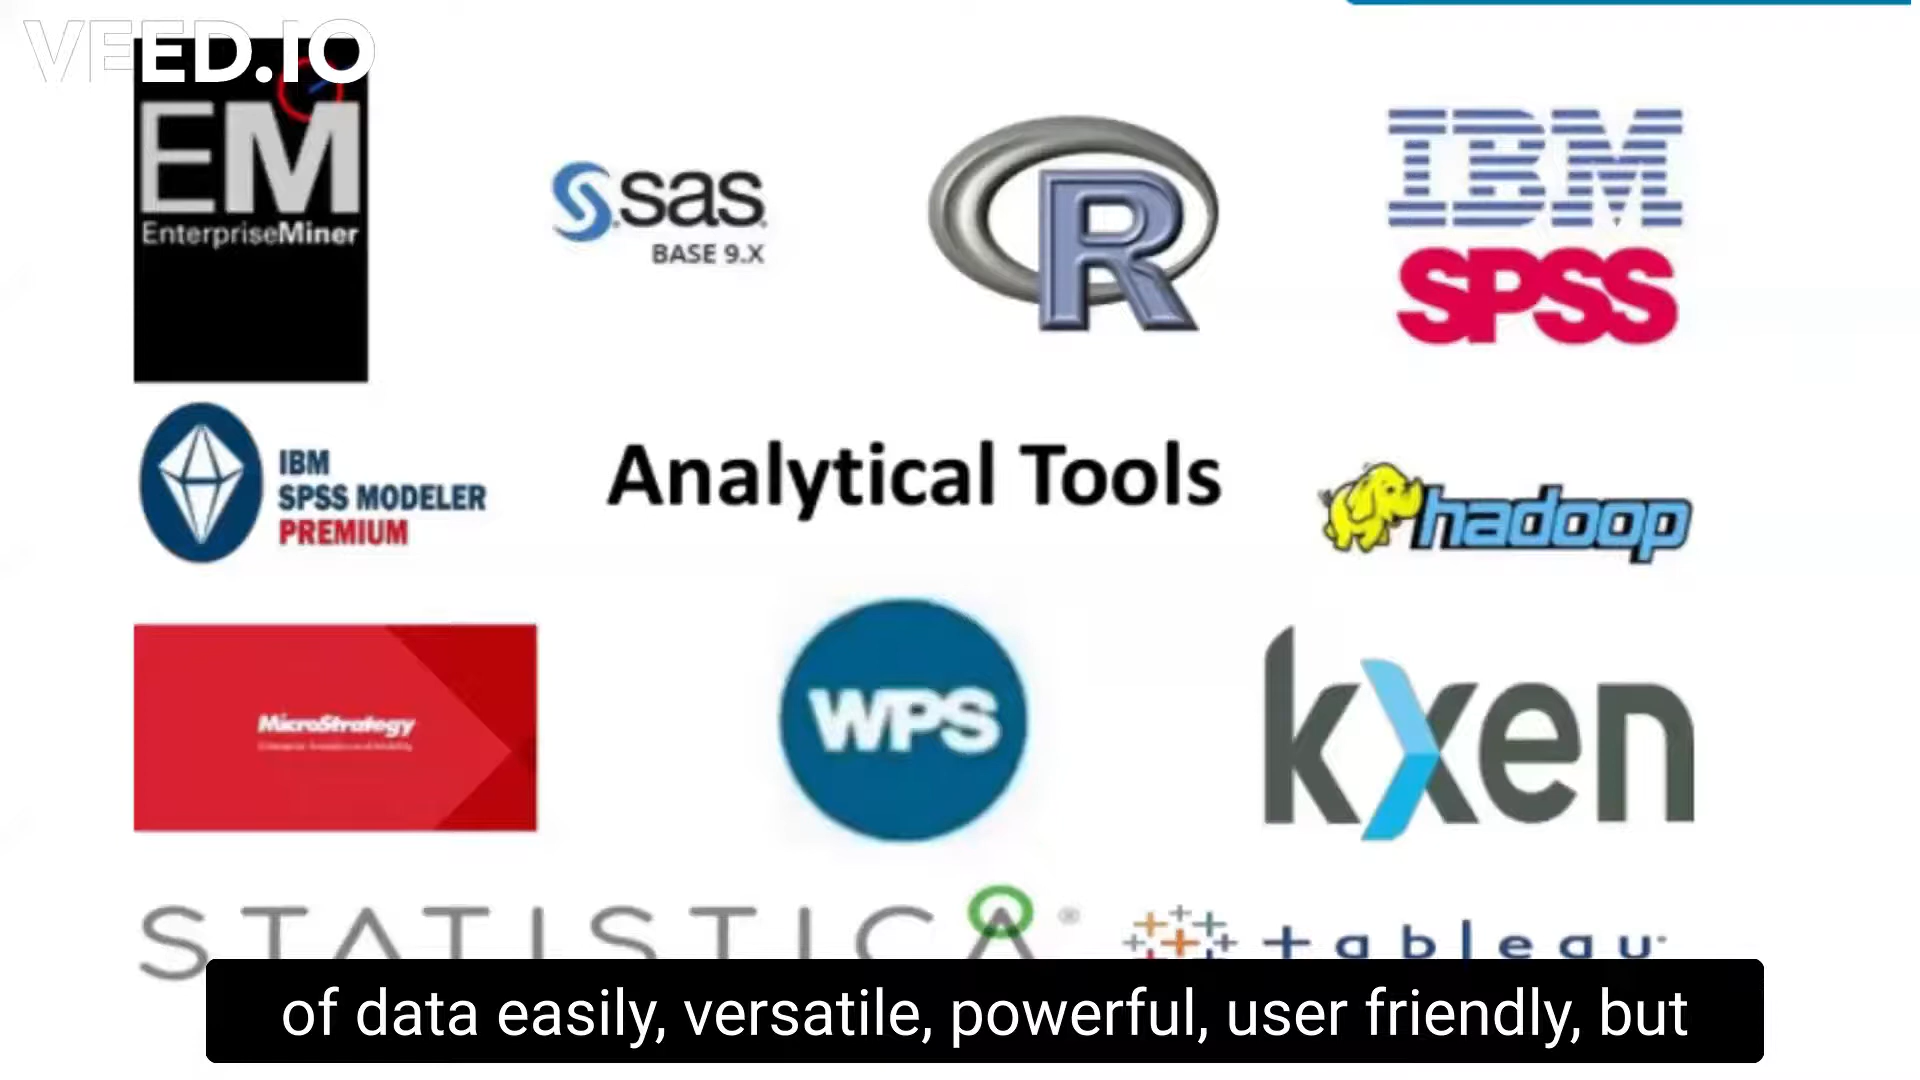 VEED.IO
EM
EnterpriseMiner
sas
BASE 9.X
R
IBM
SPSS
IBM
SPSS MODELER
PREMIUM
Analytical Tools
hadoop
MicroStrategy
WPS
kxen
STATISTICA®
+ableau
of data easily, versatile, powerful, user friendly, but